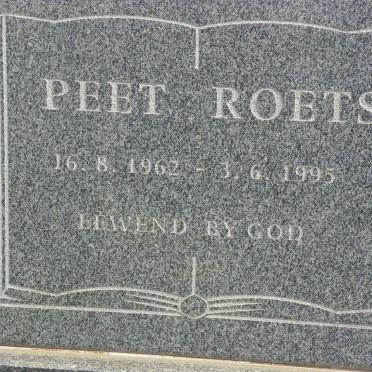 PEET ROETS
16. 8. 1962 - 3. 6. 1995
LEWEND BY GOD